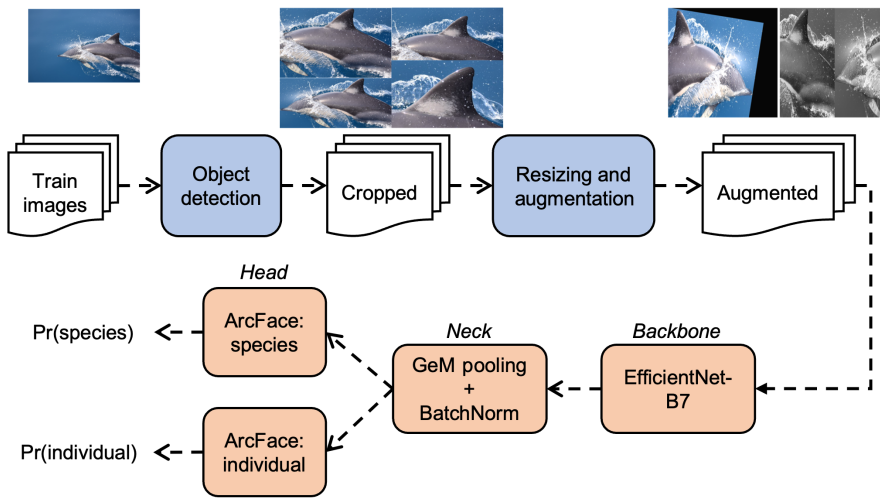 Train
images
Object
detection
Cropped
Resizing and
augmentation
Augmented
Head
ArcFace:
species
Pr(species)
Neck
GeM pooling
+
BatchNorm
Backbone
EfficientNet-
B7
ArcFace:
individual
Pr(individual)